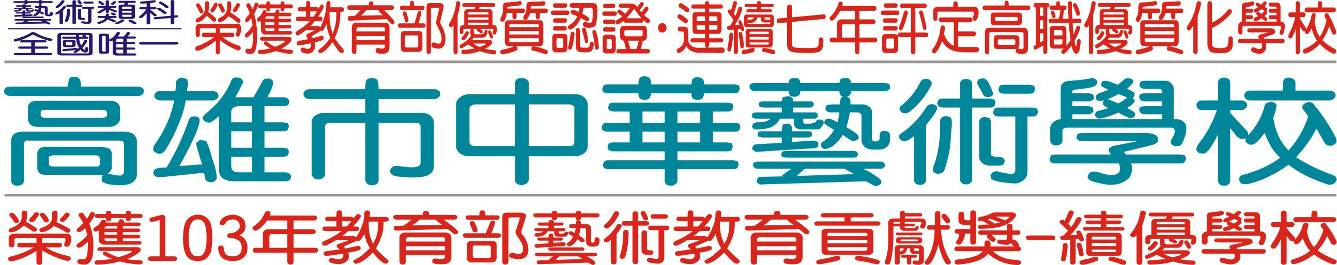 藝術類科
全國唯一
榮獲教育部優質認證·連續七年評定高職優質化學校
高雄市中華藝術學校
榮獲103年教育部藝術教育貢獻獎-績優學校